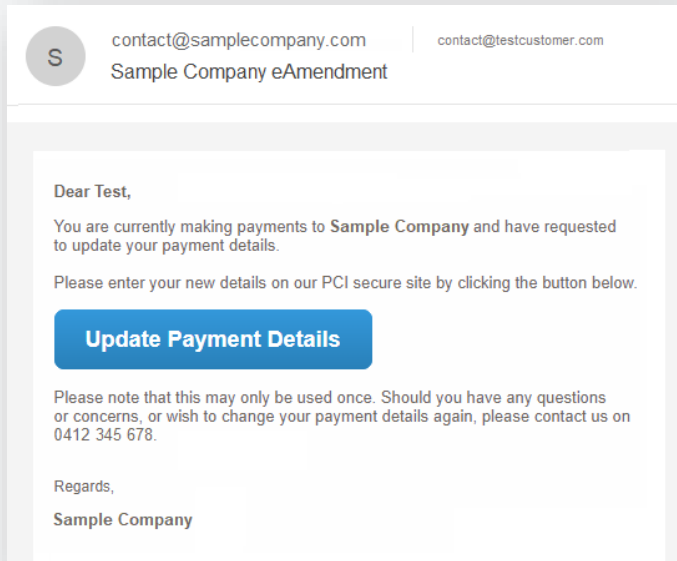 S
contact@samplecompany.com
contact@testcustomer.com
Sample Company eAmendment
Dear Test,
You are currently making payments to Sample Company and have requested
to update your payment details.
Please enter your new details on our PCI secure site by clicking the button below.
Update Payment Details
Please note that this may only be used once. Should you have any questions
or concerns, or wish to change your payment details again, please contact us on
0412 345 678.
Regards,
Sample Company